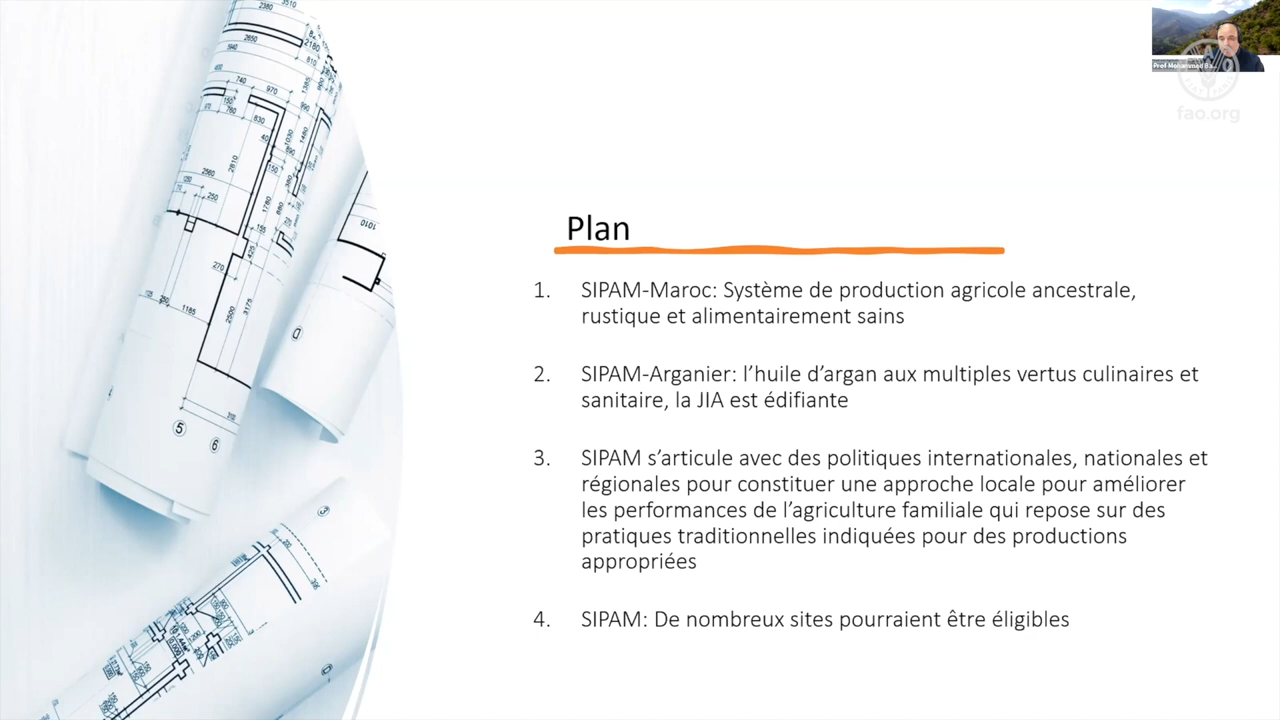 Prof Mohammed Ba...
fao.org
Plan
1. SIPAM-Maroc: Système de production agricole ancestrale,
rustique et alimentairement sains
2. SIPAM-Arganier: l’huile d’argan aux multiples vertus culinaires et
sanitaire, la JIA est édifiante
3. SIPAM s’articule avec des politiques internationales, nationales et
régionales pour constituer une approche locale pour améliorer
les performances de l’agriculture familiale qui repose sur des
pratiques traditionnelles indiquées pour des productions
appropriées
4. SIPAM: De nombreux sites pourraient être éligibles